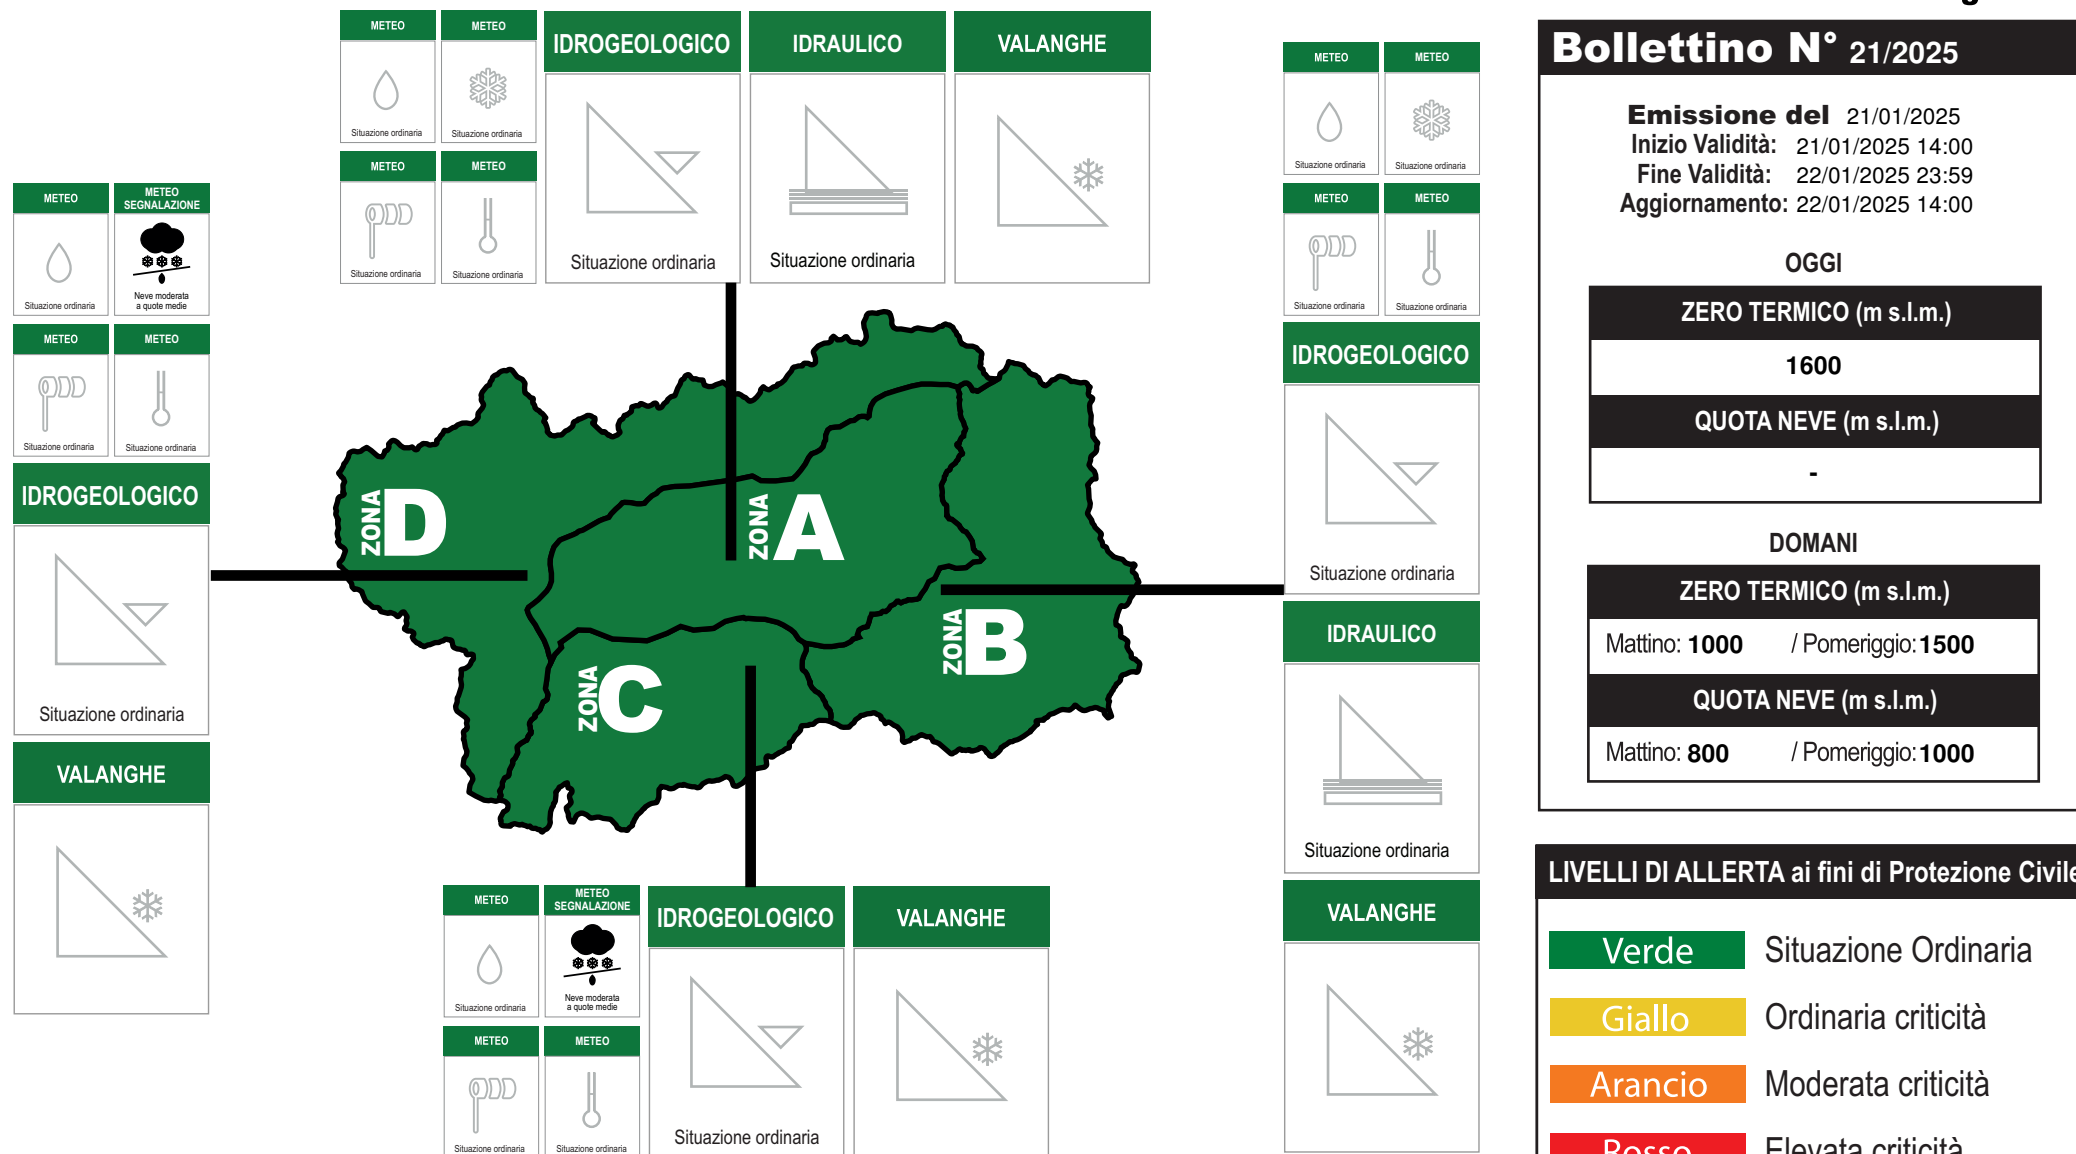 METEO
Situazione ordinaria
METEO
Situazione ordinaria
METEO
Situazione ordinaria
METEO
Situazione ordinaria
IDROGEOLOGICO
Situazione ordinaria
IDRAULICO
Situazione ordinaria
VALANGHE
METEO
Situazione ordinaria
METEO
SEGNALAZIONE
Neve moderata
a quote medie
METEO
Situazione ordinaria
METEO
Situazione ordinaria
IDROGEOLOGICO
Situazione ordinaria
VALANGHE
ZONA D
ZONA A
ZONA B
ZONA C
METEO
Situazione ordinaria
METEO
Situazione ordinaria
METEO
Situazione ordinaria
METEO
Situazione ordinaria
IDROGEOLOGICO
Situazione ordinaria
IDRAULICO
Situazione ordinaria
VALANGHE
METEO
Situazione ordinaria
METEO
SEGNALAZIONE
Neve moderata
a quote medie
METEO
Situazione ordinaria
METEO
Situazione ordinaria
IDROGEOLOGICO
Situazione ordinaria
VALANGHE
Bollettino N° 21/2025
Emissione del 21/01/2025
Inizio Validità: 21/01/2025 14:00
Fine Validità: 22/01/2025 23:59
Aggiornamento: 22/01/2025 14:00
OGGI
ZERO TERMICO (m s.l.m.)
1600
QUOTA NEVE (m s.l.m.)
-
DOMANI
ZERO TERMICO (m s.l.m.)
Mattino: 1000 / Pomeriggio: 1500
QUOTA NEVE (m s.l.m.)
Mattino: 800 / Pomeriggio: 1000
LIVELLI DI ALLERTA ai fini di Protezione Civile
Verde Situazione Ordinaria
Giallo Ordinaria criticità
Arancio Moderata criticità
Rosso Elevata criticità